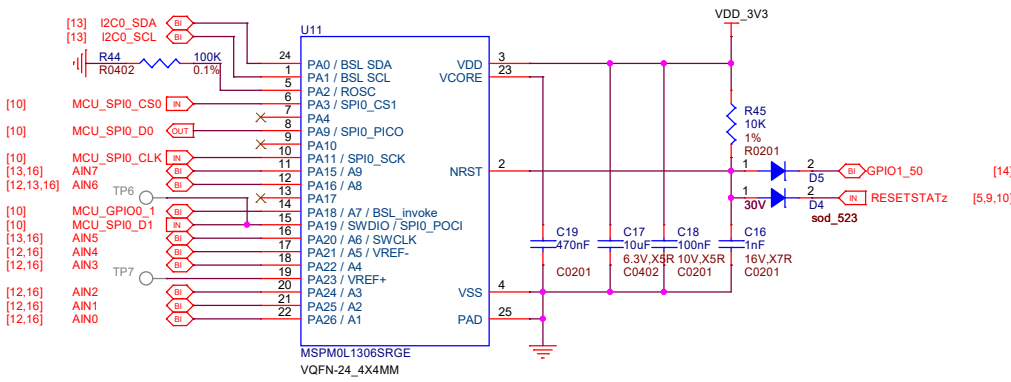 VDD_3V3
[13] I2C0_SDA BI
[13] I2C0_SCL BI
U11
R44 100K
R0402 0.1%
24 PA0 / BSL SDA
1 PA1 / BSL SCL
5 PA2 / ROSC
[10] MCU_SPI0_CS0 IN 6 PA3 / SPI0_CS1
7 PA4
[10] MCU_SPI0_D0 OUT 8 PA9 / SPI0_PICO
9 PA10
[10] MCU_SPI0_CLK IN 10 PA11 / SPI0_SCK
[13,16] AIN7 BI 11 PA15 / A9
[12,13,16] AIN6 BI 12 PA16 / A8
TP6 13 PA17
[10] MCU_GPIO0_1 BI 14 PA18 / A7 / BSL_invoke
[10] MCU_SPI0_D1 IN 15 PA19 / SWDIO / SPI0_POCI
[13,16] AIN5 BI 16 PA20 / A6 / SWCLK
[12,16] AIN4 BI 17 PA21 / A5 / VREF-
[12,16] AIN3 BI 18 PA22 / A4
TP7 19 PA23 / VREF+
[12,16] AIN2 BI 20 PA24 / A3
[12,16] AIN1 BI 21 PA25 / A2
[12,16] AIN0 BI 22 PA26 / A1
VDD 3
VCORE 23
NRST 2
VSS 4
PAD 25
MSPM0L1306SRGE
VQFN-24_4X4MM
R45
10K
1%
R0201
1 2 BI GPIO1_50 [14]
D5
1 2 IN RESETSTATz [5,9,10]
30V D4
sod_523
C19
470nF
C0201
C17
10uF
6.3V,X5R
C0402
C18
100nF
10V,X5R
C0201
C16
1nF
16V,X7R
C0201